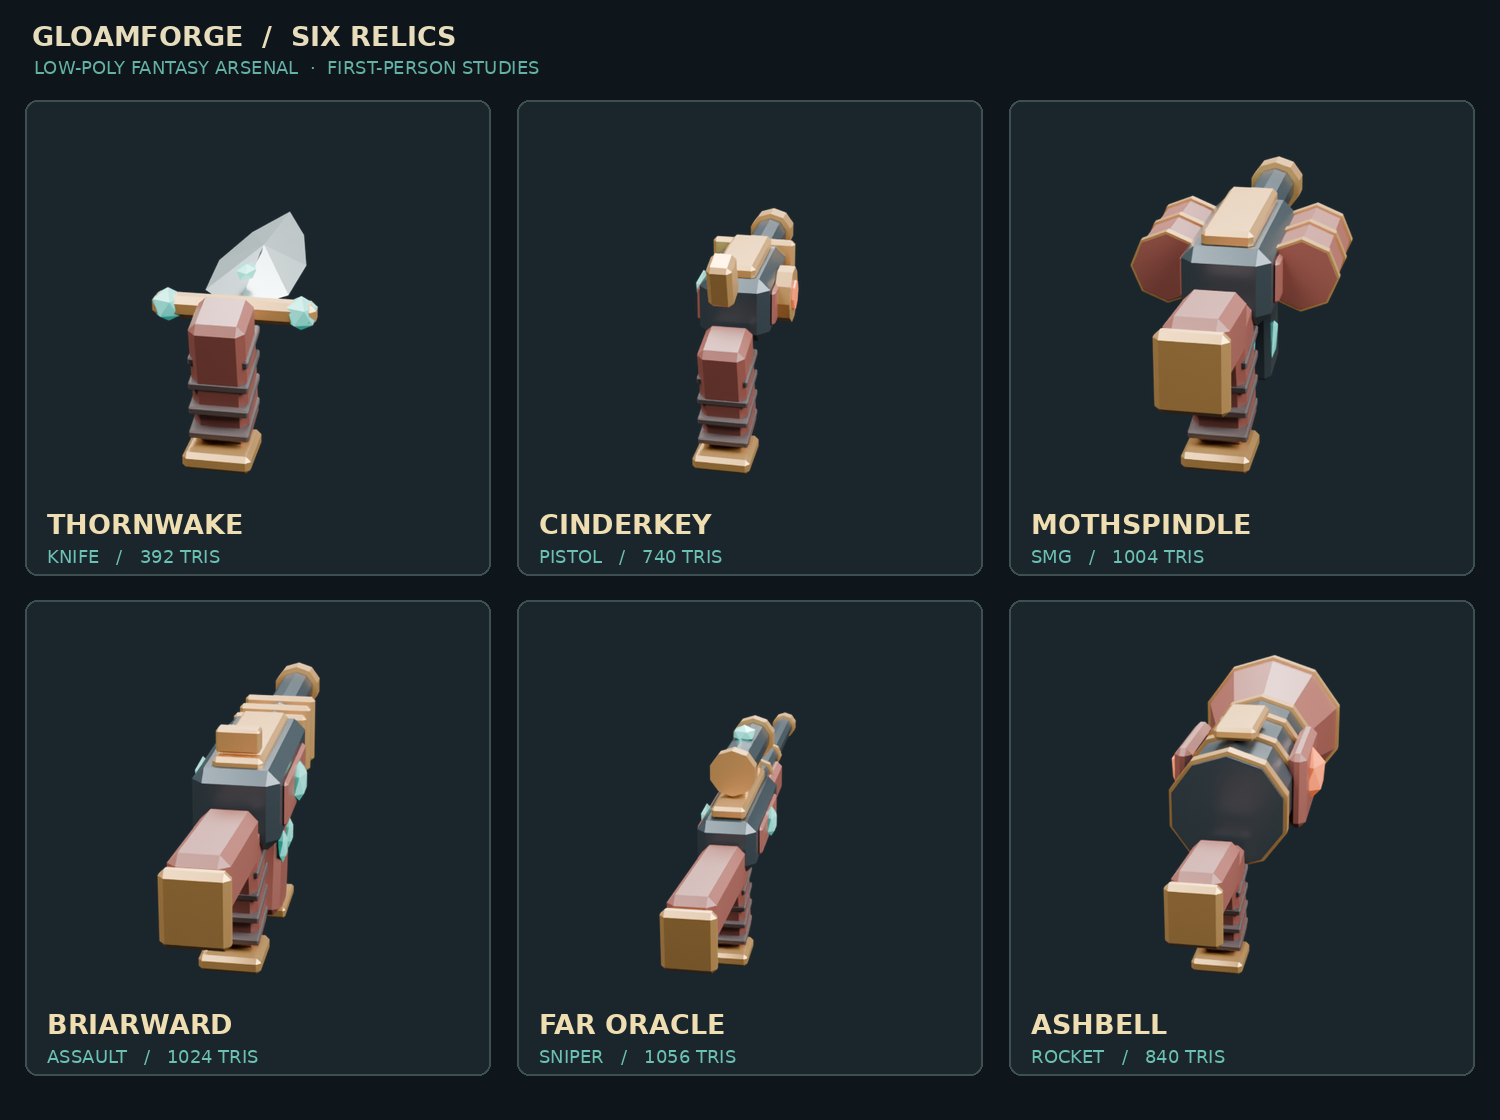 GLOAMFORGE / SIX RELICS
LOW-POLY FANTASY ARSENAL · FIRST-PERSON STUDIES
THORNWAKE
KNIFE / 392 TRIS
CINDERKEY
PISTOL / 740 TRIS
MOTHSPINDLE
SMG / 1004 TRIS
BRIARWARD
ASSAULT / 1024 TRIS
FAR ORACLE
SNIPER / 1056 TRIS
ASHBELL
ROCKET / 840 TRIS